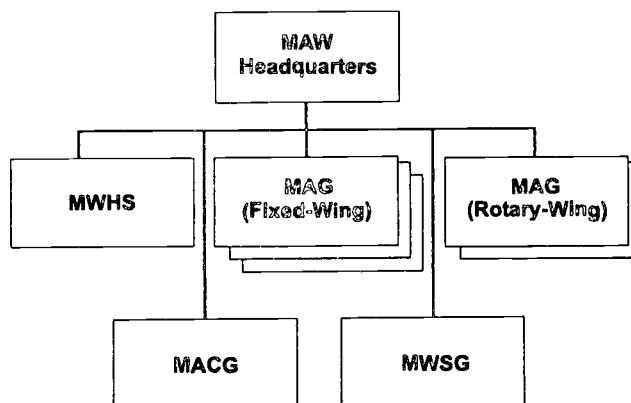 MAW
Headquarters
MWHS
MAG
(Fixed-Wing)
MAG
(Rotary-Wing)
MACG
MWSG